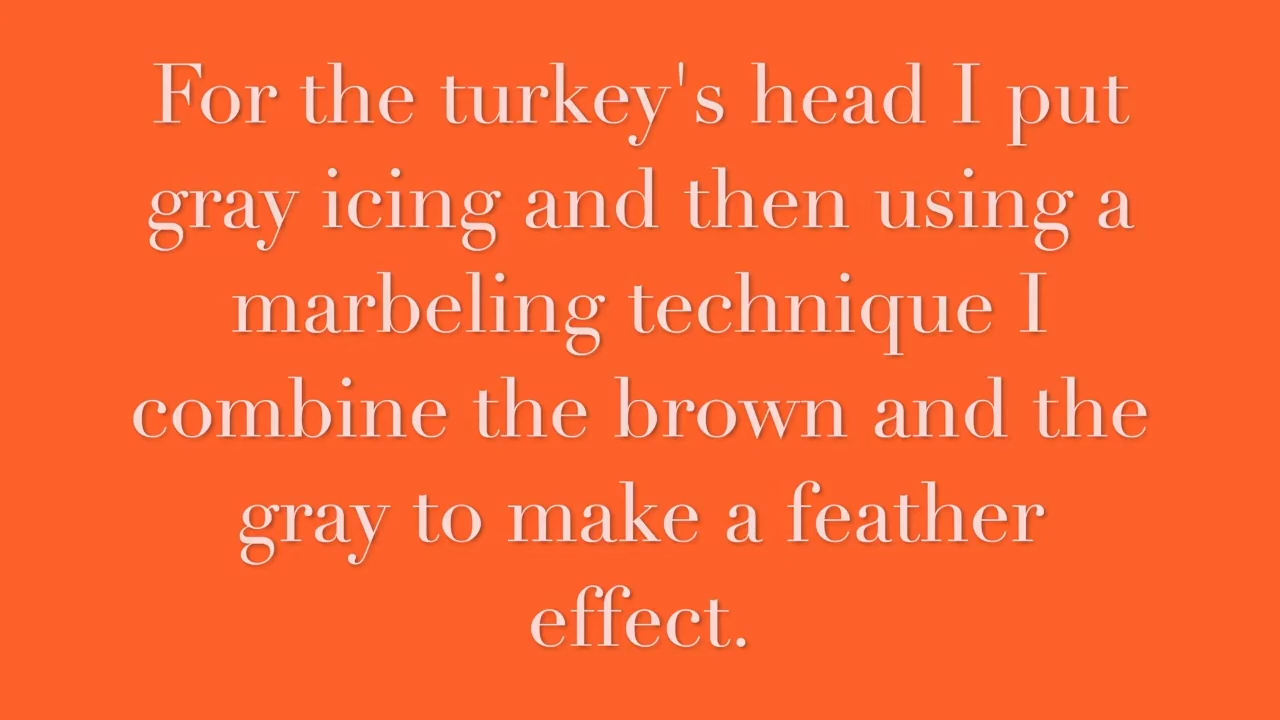 For the turkey's head I put
gray icing and then using a
marbeling technique I
combine the brown and the
gray to make a feather
effect.